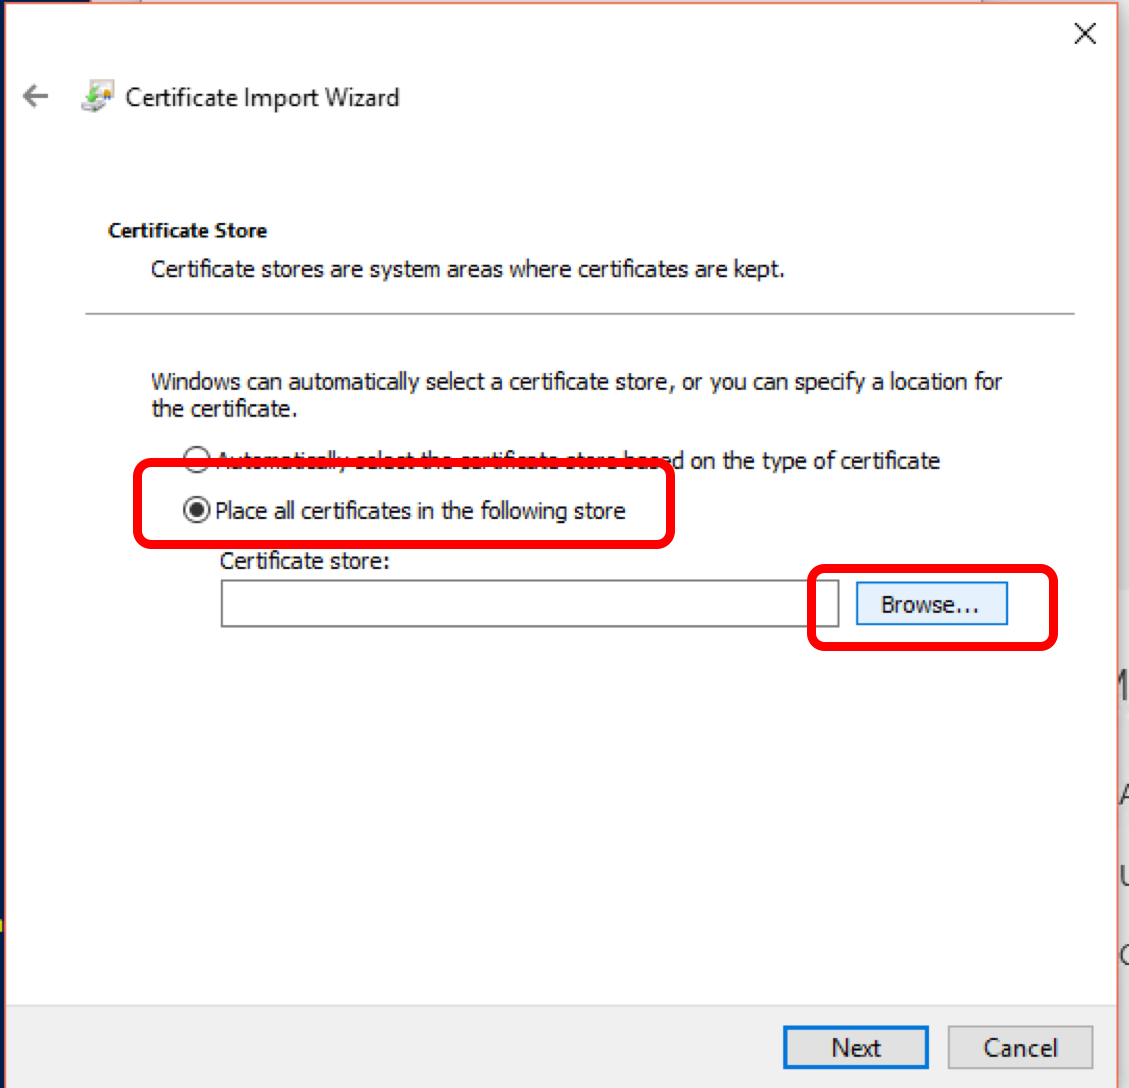 Certificate Import Wizard
Certificate Store
Certificate stores are system areas where certificates are kept.
Windows can automatically select a certificate store, or you can specify a location for
the certificate.
Automatically select the certificate store based on the type of certificate
Place all certificates in the following store
Certificate store:
Browse...
Next
Cancel